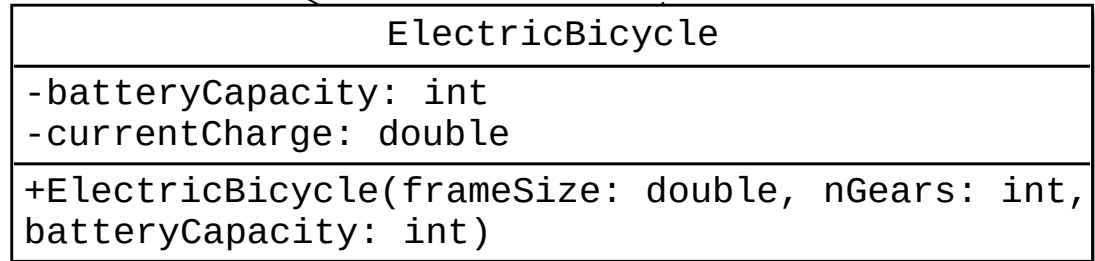 ElectricBicycle
-batteryCapacity: int
-currentCharge: double
+ElectricBicycle(frameSize: double, nGears: int,
batteryCapacity: int)